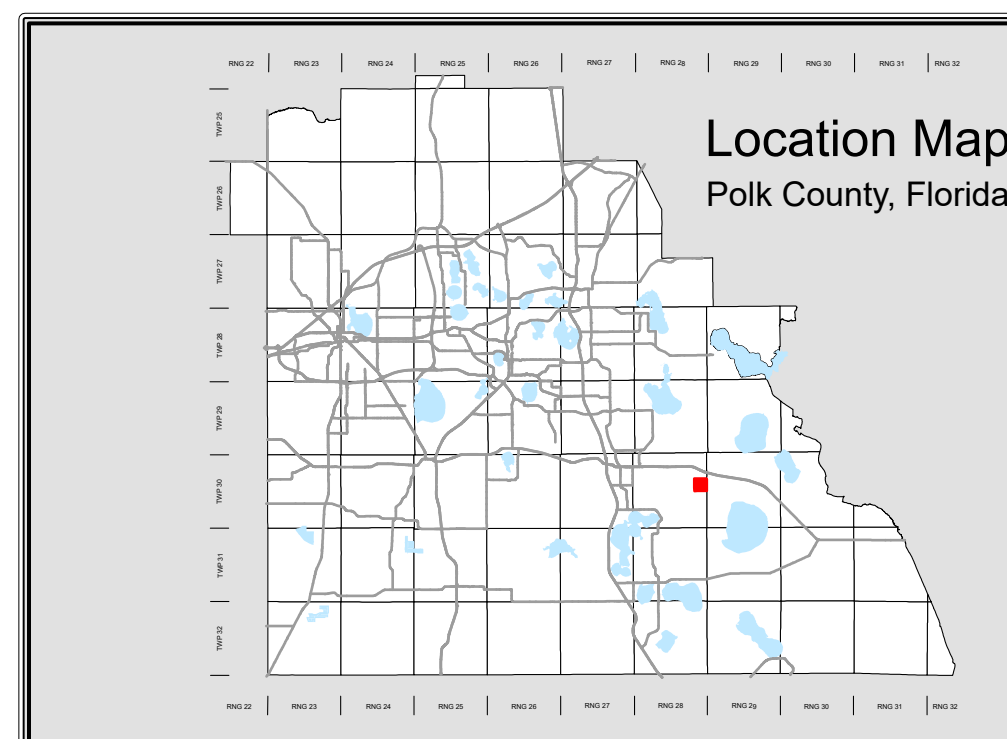 RNG 22 RNG 23 RNG 24 RNG 25 RNG 26 RNG 27 RNG 28 RNG 29 RNG 30 RNG 31 RNG 32
Location Map
Polk County, Florida
TWP 25
TWP 26
TWP 27
TWP 28
TWP 29
TWP 30
TWP 31
TWP 32
RNG 22 RNG 23 RNG 24 RNG 25 RNG 26 RNG 27 RNG 28 RNG 29 RNG 30 RNG 31 RNG 32